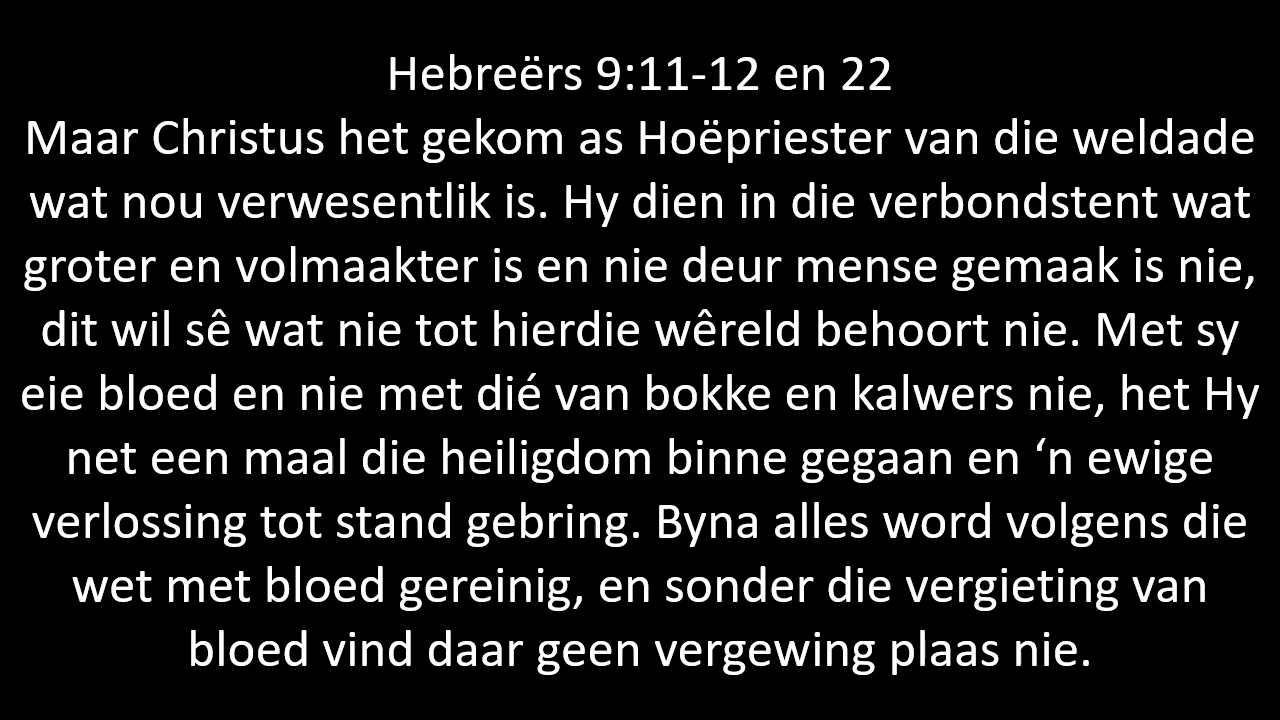 Hebreërs 9:11-12 en 22
Maar Christus het gekom as Hoëpriester van die weldade
wat nou verwesentlik is. Hy dien in die verbondstent wat
groter en volmaakter is en nie deur mense gemaak is nie,
dit wil sê wat nie tot hierdie wêreld behoort nie. Met sy
eie bloed en nie met dié van bokke en kalwers nie, het Hy
net een maal die heiligdom binne gegaan en ‘n ewige
verlossing tot stand gebring. Byna alles word volgens die
wet met bloed gereinig, en sonder die vergieting van
bloed vind daar geen vergewing plaas nie.